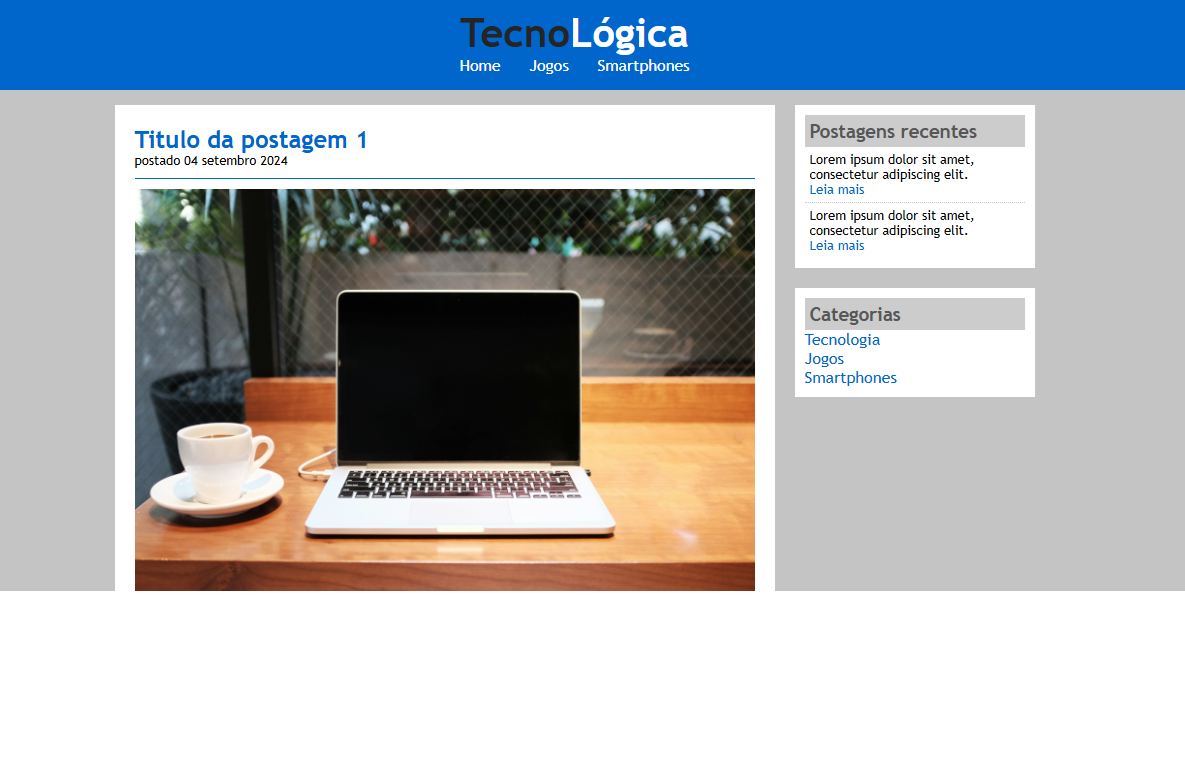 TecnoLógica
Home Jogos Smartphones
Titulo da postagem 1
postado 04 setembro 2024
Postagens recentes
Lorem ipsum dolor sit amet,
consectetur adipiscing elit.
Leia mais
Lorem ipsum dolor sit amet,
consectetur adipiscing elit.
Leia mais
Categorias
Tecnologia
Jogos
Smartphones